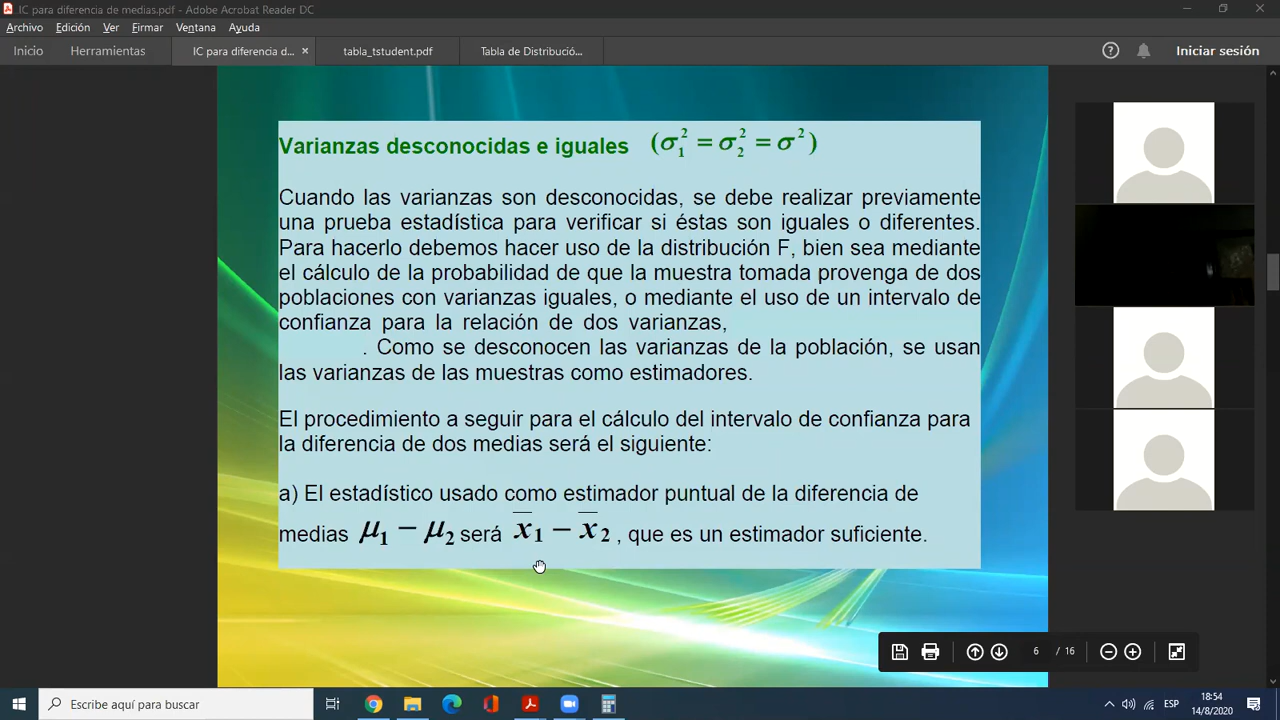 IC para diferencia de medias.pdf - Adobe Acrobat Reader DC
Archivo Edición Ver Firmar Ventana Ayuda
Inicio Herramientas IC para diferencia d... × tabla_tstudent.pdf Tabla de Distribució... Iniciar sesión
Varianzas desconocidas e iguales (σ₁² = σ₂² = σ²)
Cuando las varianzas son desconocidas, se debe realizar previamente
una prueba estadística para verificar si éstas son iguales o diferentes.
Para hacerlo debemos hacer uso de la distribución F, bien sea mediante
el cálculo de la probabilidad de que la muestra tomada provenga de dos
poblaciones con varianzas iguales, o mediante el uso de un intervalo de
confianza para la relación de dos varianzas,
. Como se desconocen las varianzas de la población, se usan
las varianzas de las muestras como estimadores.
El procedimiento a seguir para el cálculo del intervalo de confianza para
la diferencia de dos medias será el siguiente:
a) El estadístico usado como estimador puntual de la diferencia de
medias μ₁ − μ₂ será x̄₁ − x̄₂ , que es un estimador suficiente.
6 / 16
Escribe aquí para buscar
ESP
18:54
14/8/2020